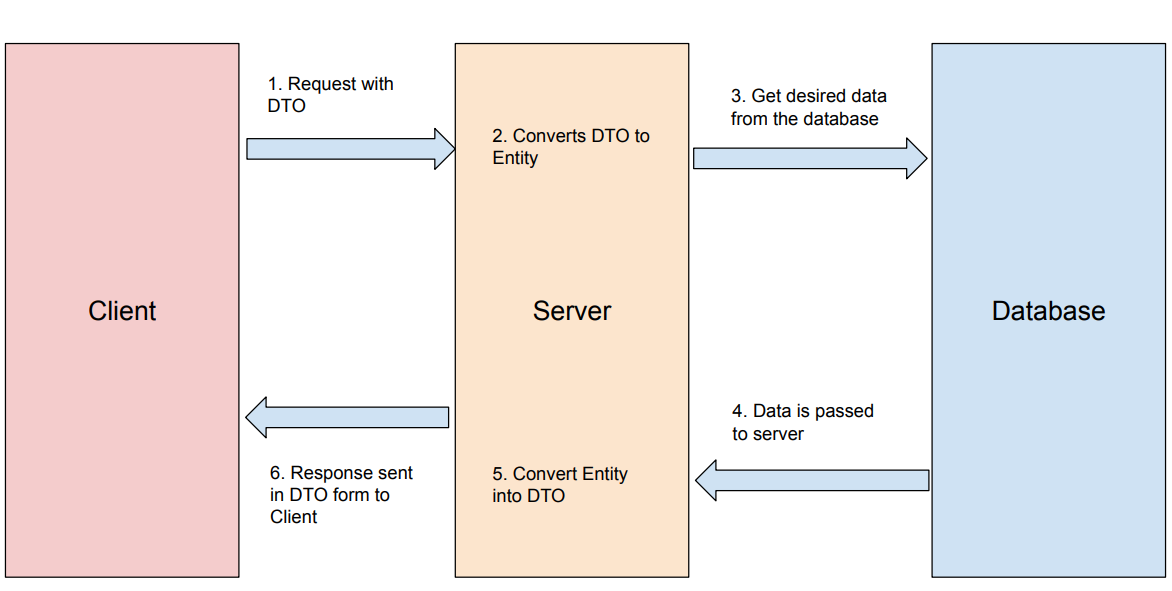 1. Request with
DTO
2. Converts DTO to
Entity
3. Get desired data
from the database
Client
Server
Database
4. Data is passed
to server
5. Convert Entity
into DTO
6. Response sent
in DTO form to
Client